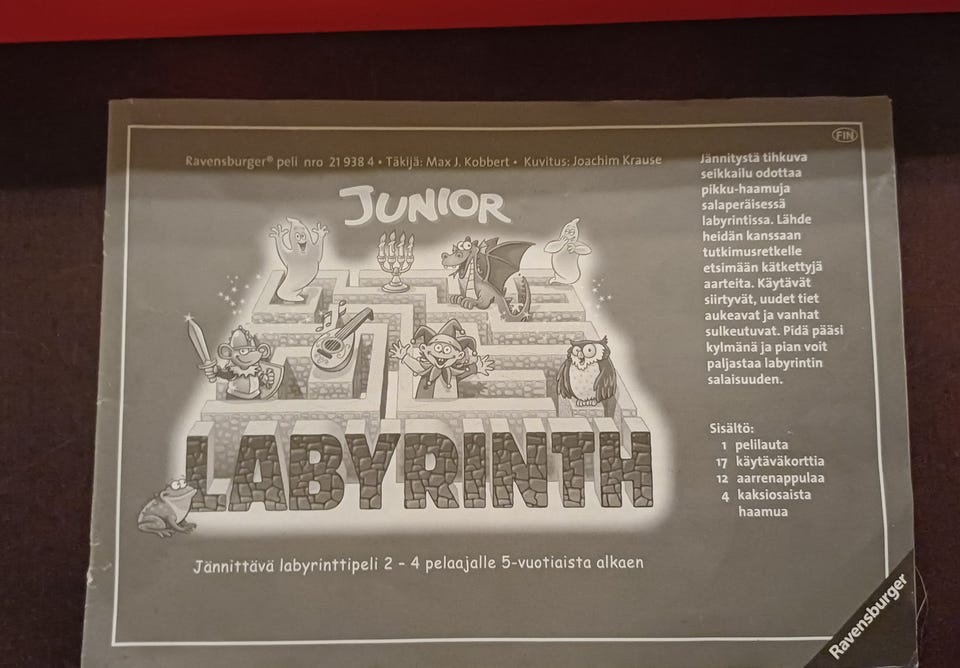 FIN
Ravensburger® peli nro 21 938 4 • Täkijä: Max J. Kobbert • Kuvitus: Joachim Krause
JUNIOR
LABYRINTH
Jännittävä labyrinttipeli 2 – 4 pelaajalle 5-vuotiaista alkaen
Jännitystä tihkuva
seikkailu odottaa
pikku-haamuja
salaperäisessä
labyrintissa. Lähde
heidän kanssaan
tutkimusretkelle
etsimään kätkettyjä
aarteita. Käytävät
siirtyvät, uudet tiet
aukeavat ja vanhat
sulkeutuvat. Pidä pääsi
kylmänä ja pian voit
paljastaa labyrintin
salaisuuden.
Sisältö:
1 pelilauta
17 käytäväkorttia
12 aarrenappulaa
4 kaksiosaista
haamua
Ravensburger